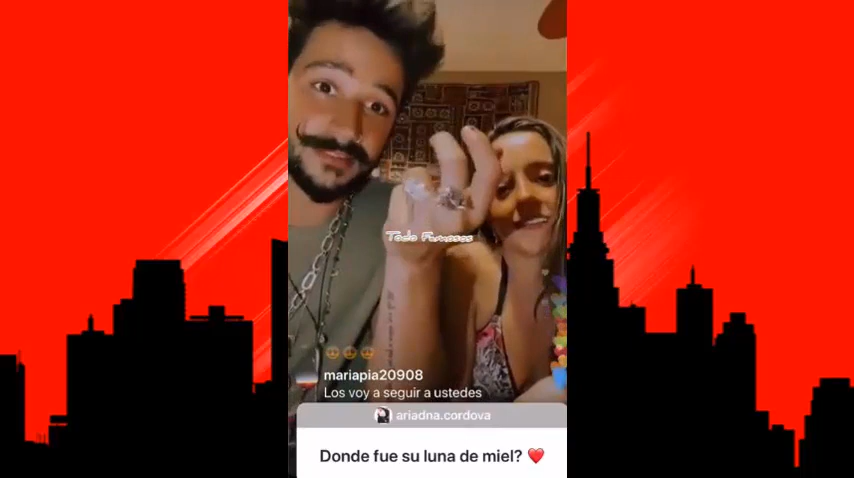 Todo Famosos
mariapia20908
Los voy a seguir a ustedes
ariadna.cordova
Donde fue su luna de miel? ❤️